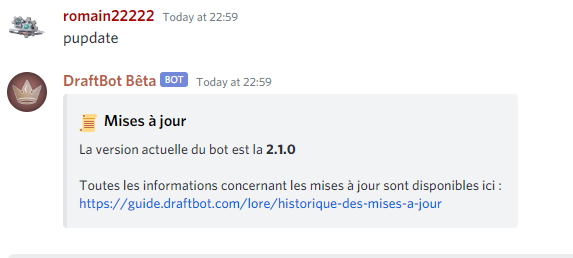 romain22222 Today at 22:59
pupdate
DraftBot Bêta BOT Today at 22:59
Mises à jour
La version actuelle du bot est la 2.1.0
Toutes les informations concernant les mises à jour sont disponibles ici :
https://guide.draftbot.com/lore/historique-des-mises-a-jour